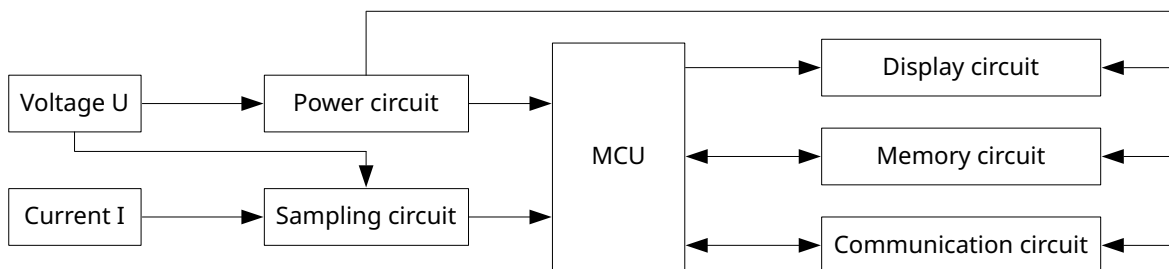 Display circuit
Voltage U
Power circuit
MCU
Memory circuit
Current I
Sampling circuit
Communication circuit